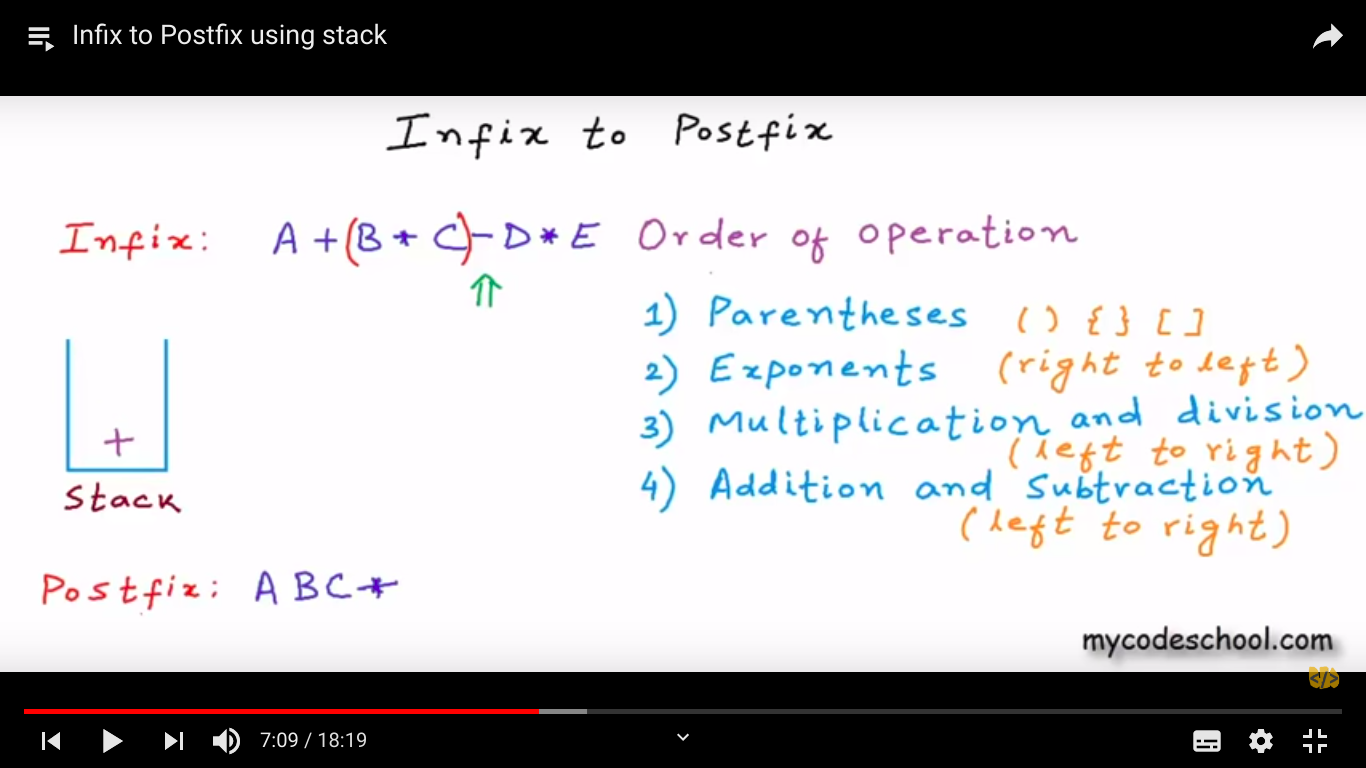 Infix to Postfix using stack
Infix to Postfix
Infix: A + (B * C) - D * E
Order of operation
1) Parentheses ( ) { } [ ]
2) Exponents (right to left)
3) Multiplication and division
(left to right)
4) Addition and Subtraction
(left to right)
+
Stack
Postfix: A B C *
mycodeschool.com
</>
7:09 / 18:19